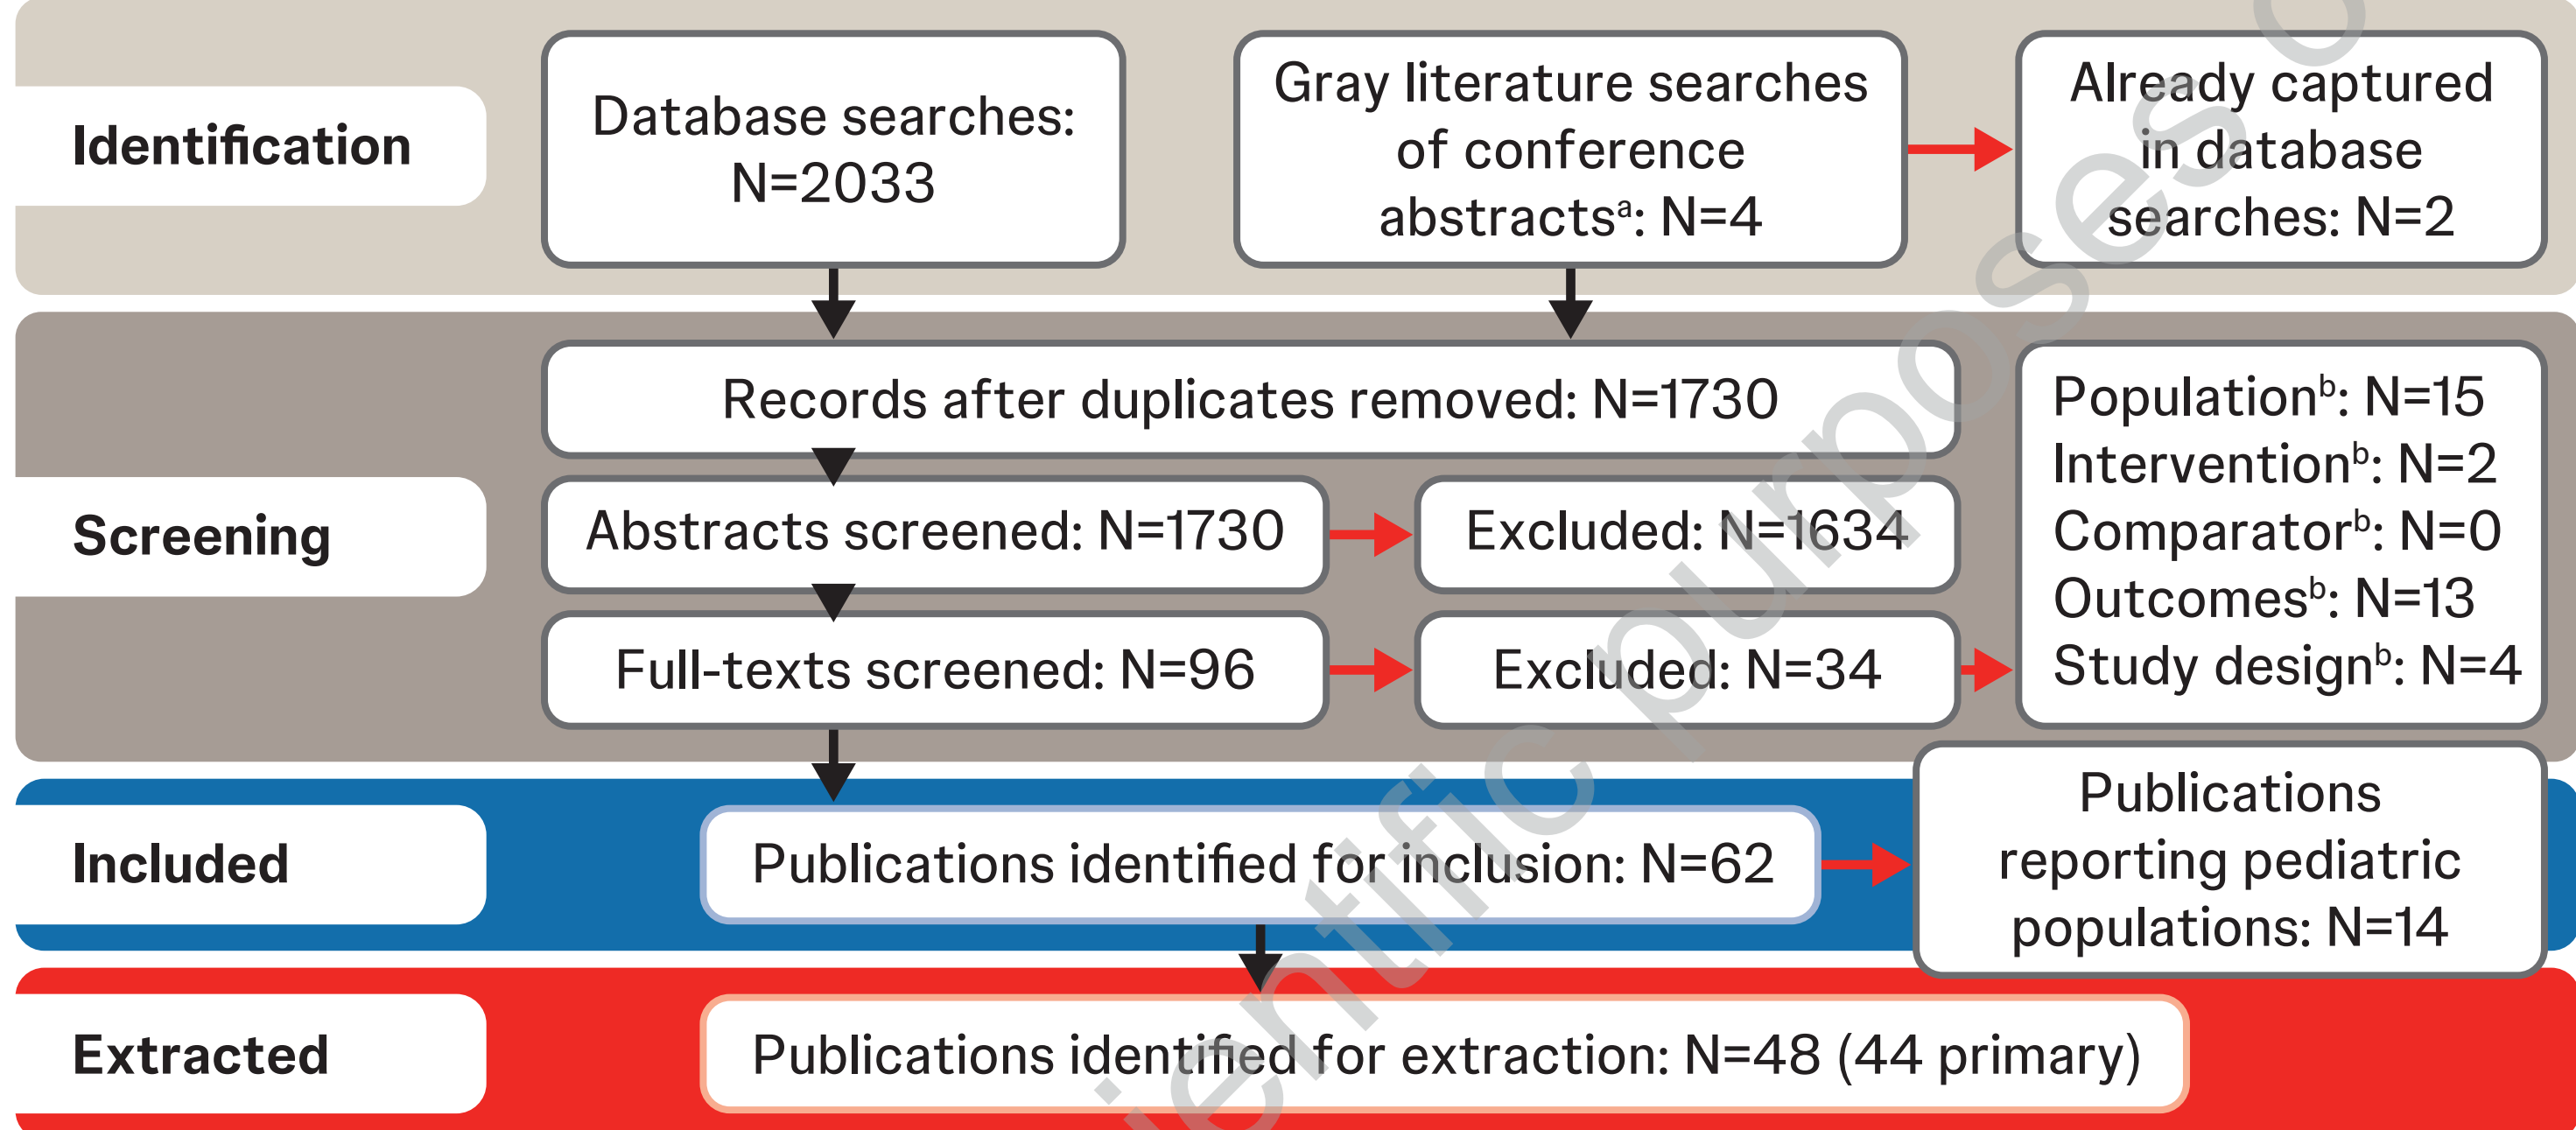 Identification
Database searches:
N=2033
Gray literature searches
of conference
abstractsᵃ: N=4
Already captured
in database
searches: N=2
Screening
Records after duplicates removed: N=1730
Abstracts screened: N=1730
Excluded: N=1634
Full-texts screened: N=96
Excluded: N=34
Populationᵇ: N=15
Interventionᵇ: N=2
Comparatorᵇ: N=0
Outcomesᵇ: N=13
Study designᵇ: N=4
Included
Publications identified for inclusion: N=62
Publications
reporting pediatric
populations: N=14
Extracted
Publications identified for extraction: N=48 (44 primary)
purposes